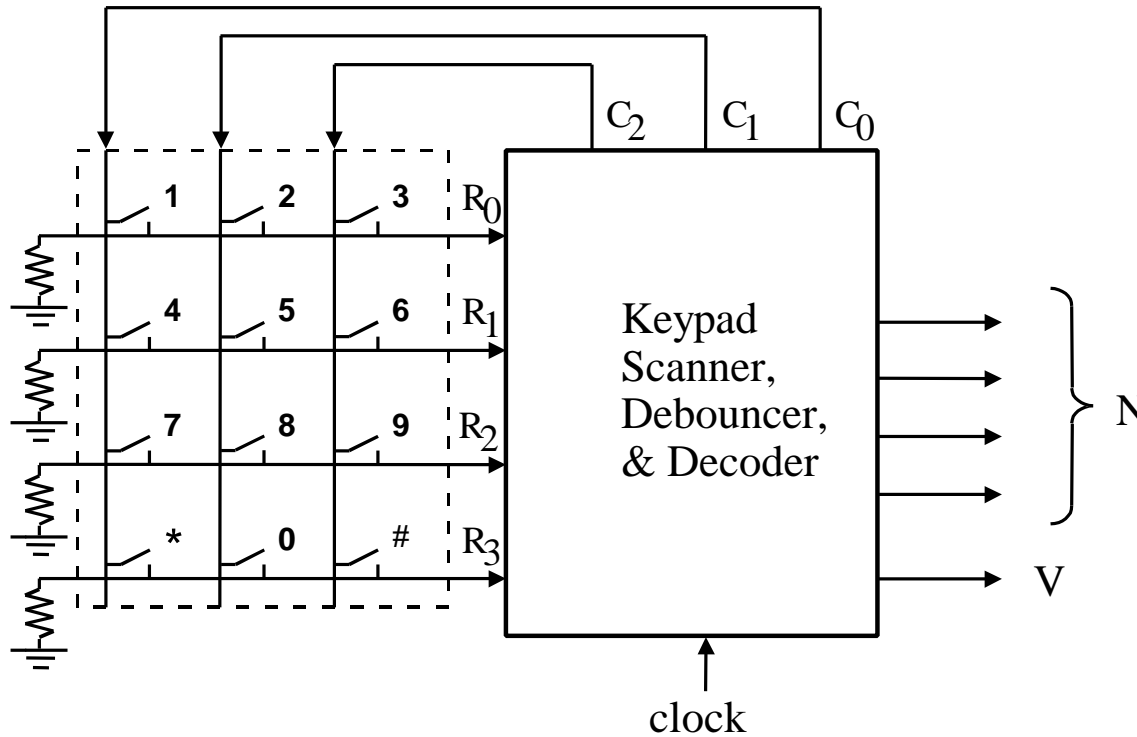 C2 C1 C0
1 2 3 R0
4 5 6 R1
7 8 9 R2
* 0 # R3
Keypad
Scanner,
Debouncer,
& Decoder
N
V
clock